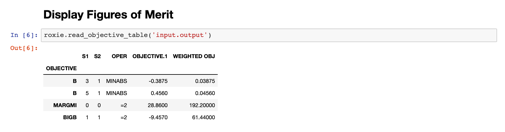 Display Figures of Merit
In [6]: roxie.read_objective_table('input.output')
Out[6]:
S1 S2 OPER OBJECTIVE.1 WEIGHTED OBJ
OBJECTIVE
B 3 1 MINABS -0.3875 0.03875
B 5 1 MINABS 0.4560 0.04560
MARGMI 0 0 =2 28.8600 192.20000
BIGB 1 1 =2 -9.4570 61.44000